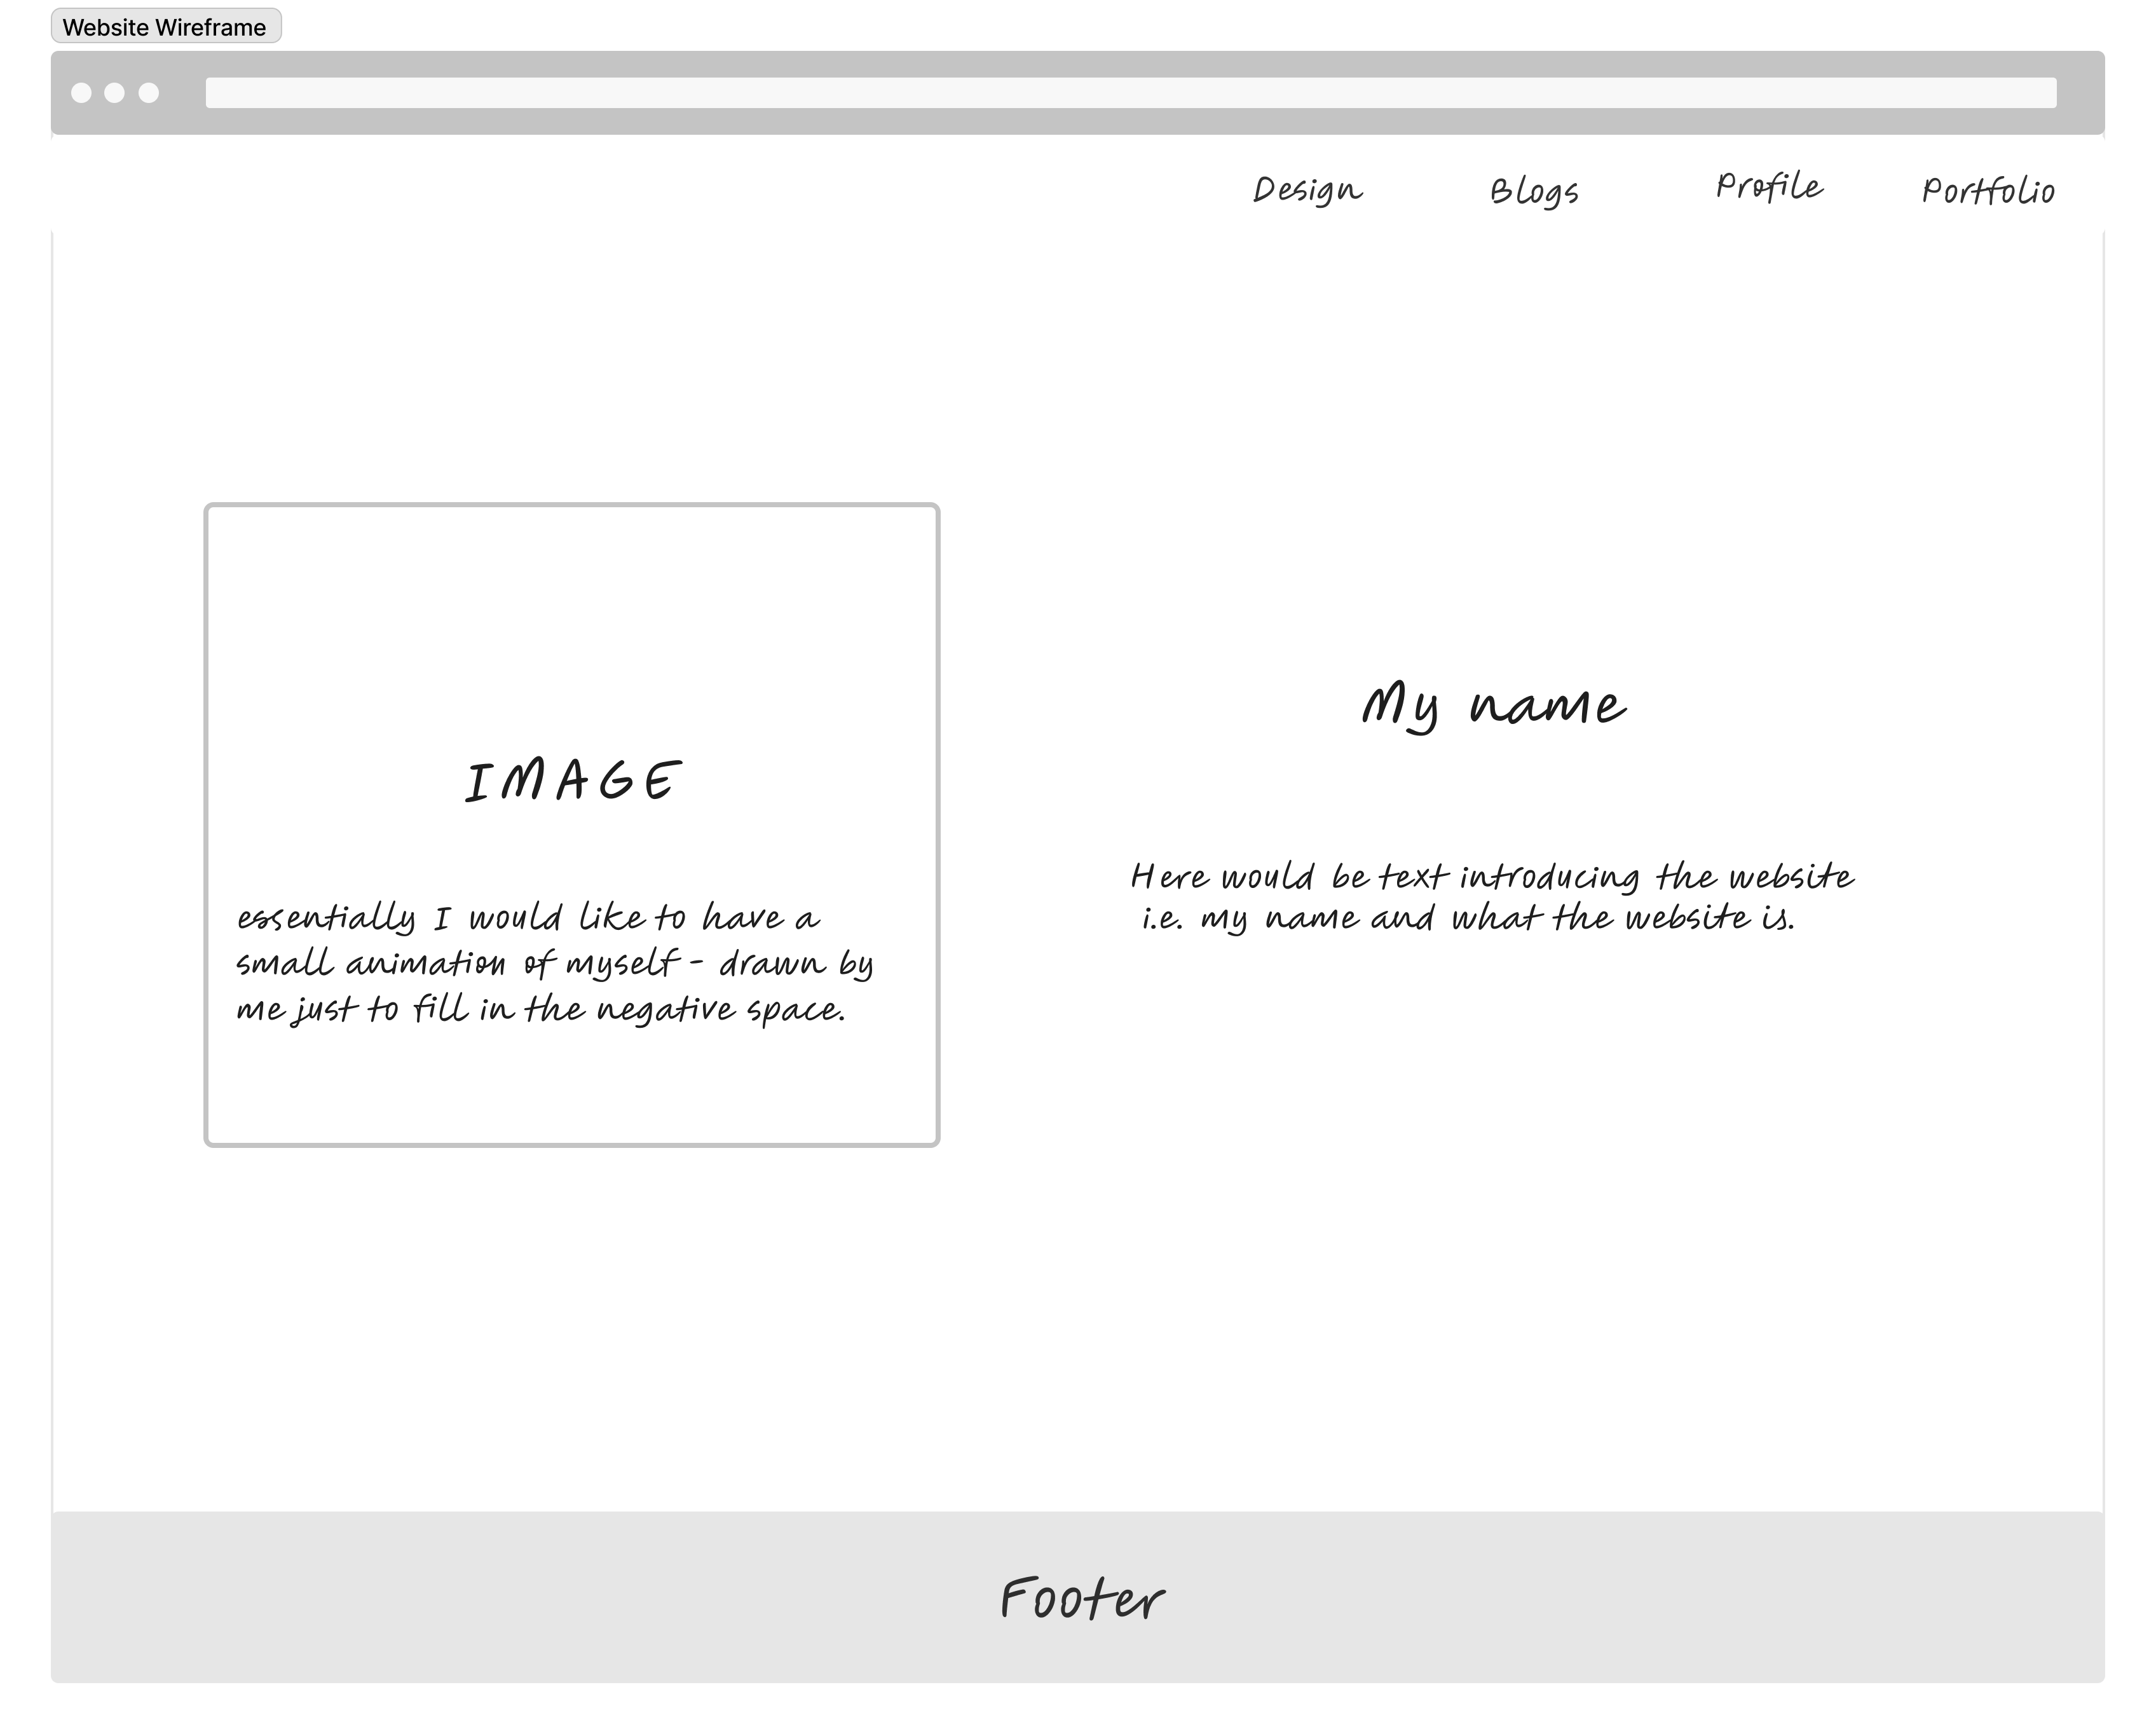 Website Wireframe
Design Blogs Profile Portfolio
IMAGE
essentially I would like to have a
small animation of myself - drawn by
me just to fill in the negative space.
My name
Here would be text introducing the website
i.e. my name and what the website is.
Footer